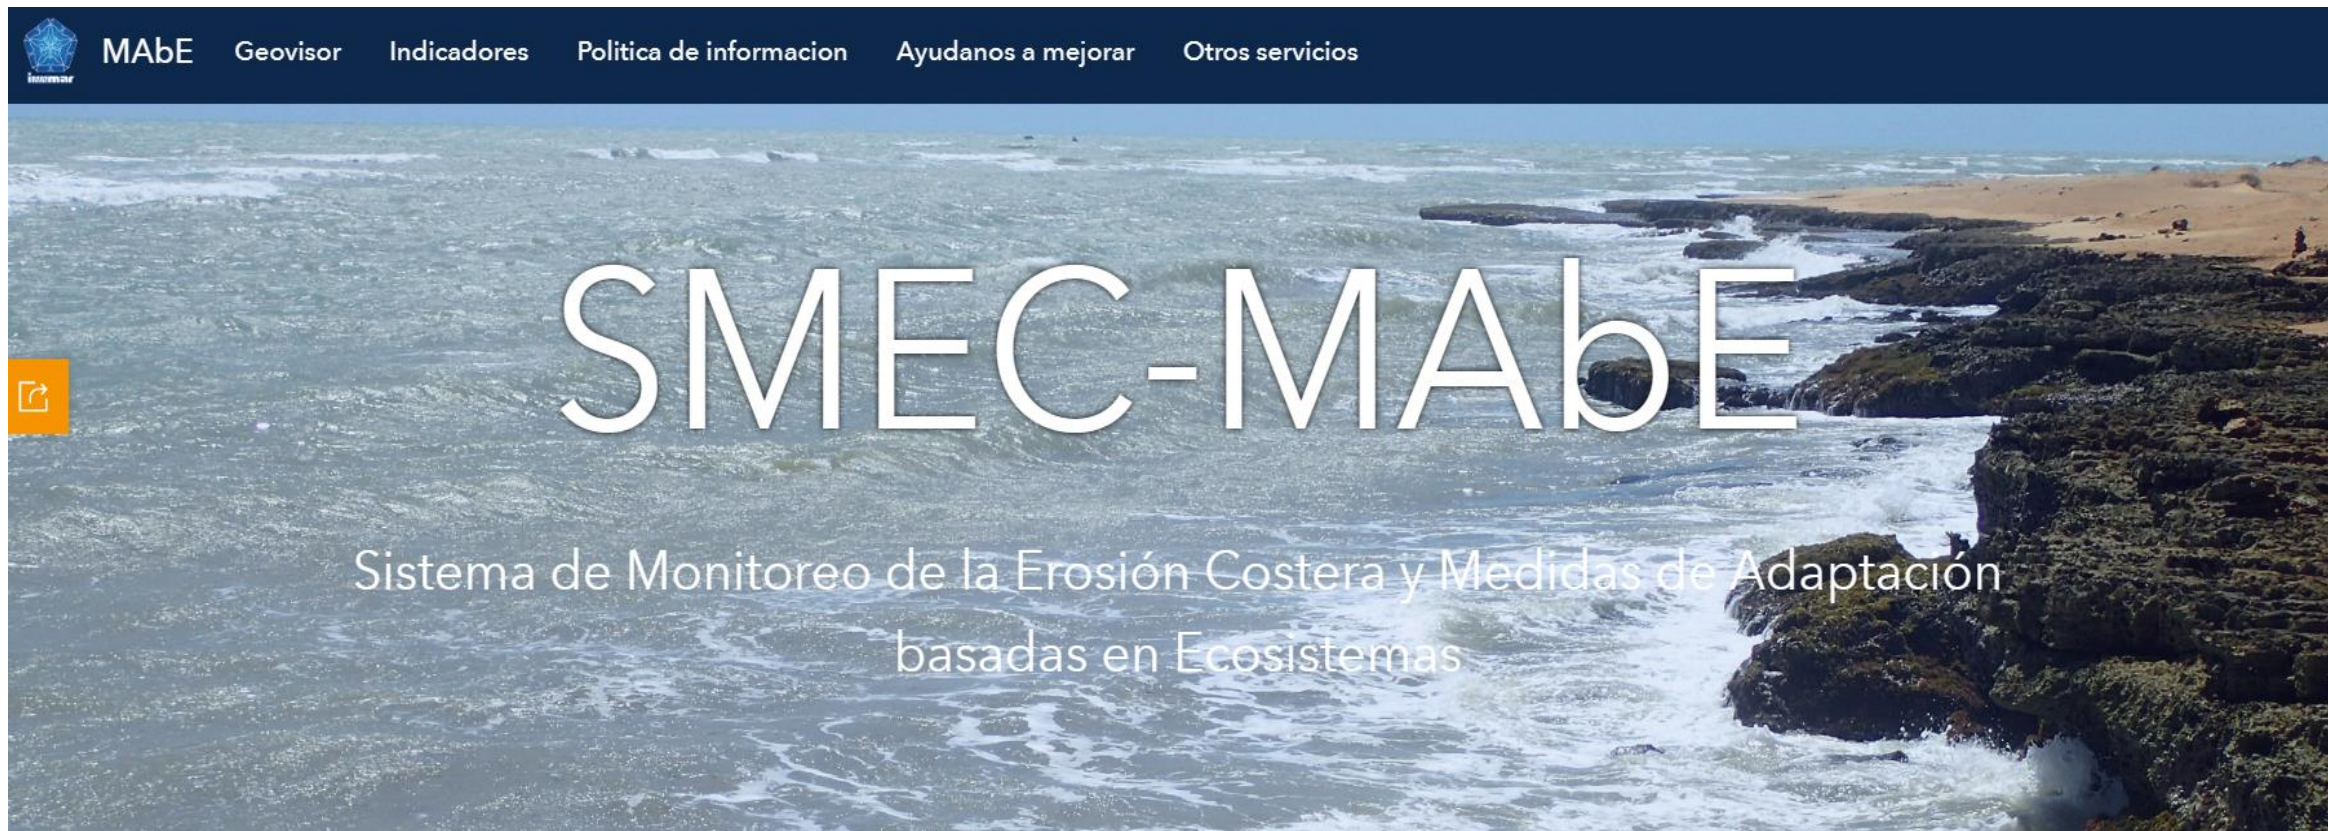 invemar
MAbE Geovisor Indicadores Politica de informacion Ayudanos a mejorar Otros servicios
SMEC-MAbE
Sistema de Monitoreo de la Erosión Costera y Medidas de Adaptación
basadas en Ecosistemas